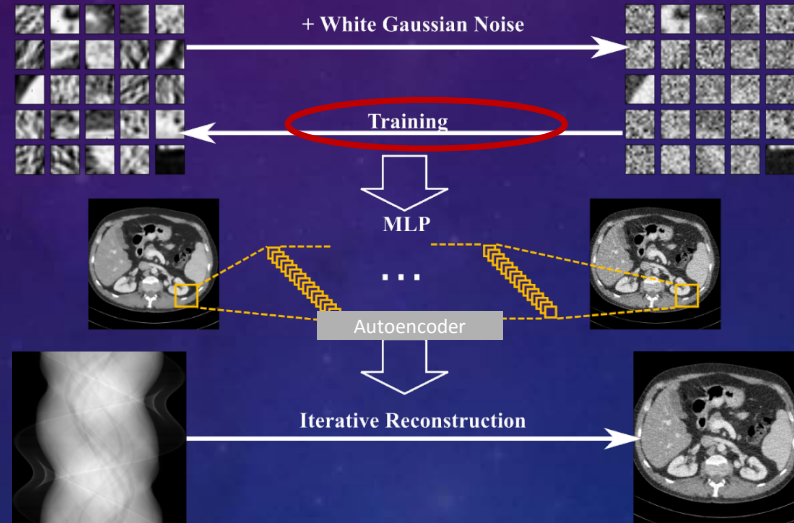 + White Gaussian Noise
Training
MLP
...
Autoencoder
Iterative Reconstruction